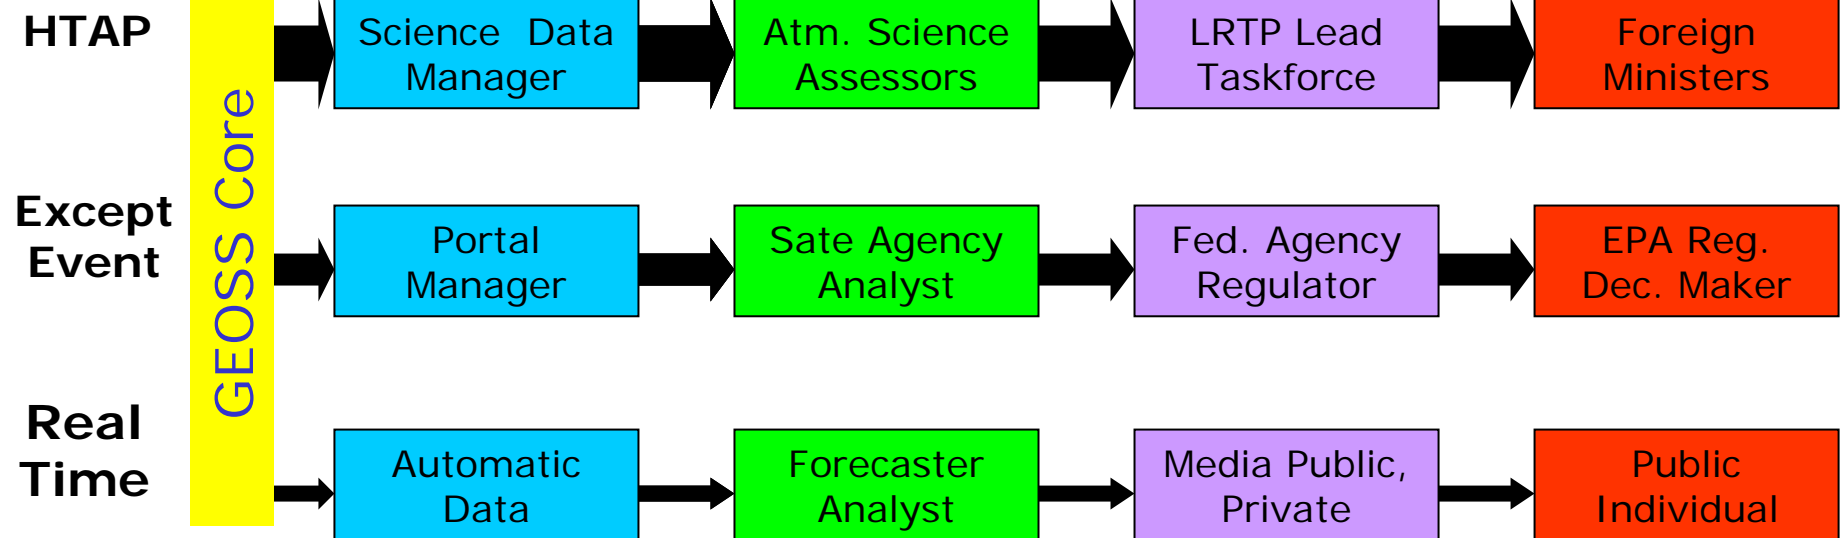 HTAP
GEOSS Core
Science Data
Manager
Atm. Science
Assessors
LRTP Lead
Taskforce
Foreign
Ministers
Except
Event
Portal
Manager
Sate Agency
Analyst
Fed. Agency
Regulator
EPA Reg.
Dec. Maker
Real
Time
Automatic
Data
Forecaster
Analyst
Media Public,
Private
Public
Individual